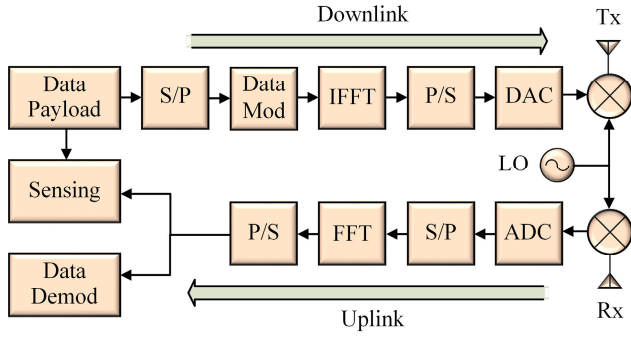 Downlink
Tx
Data
Payload
S/P
Data
Mod
IFFT
P/S
DAC
LO
Sensing
P/S
FFT
S/P
ADC
Data
Demod
Uplink
Rx